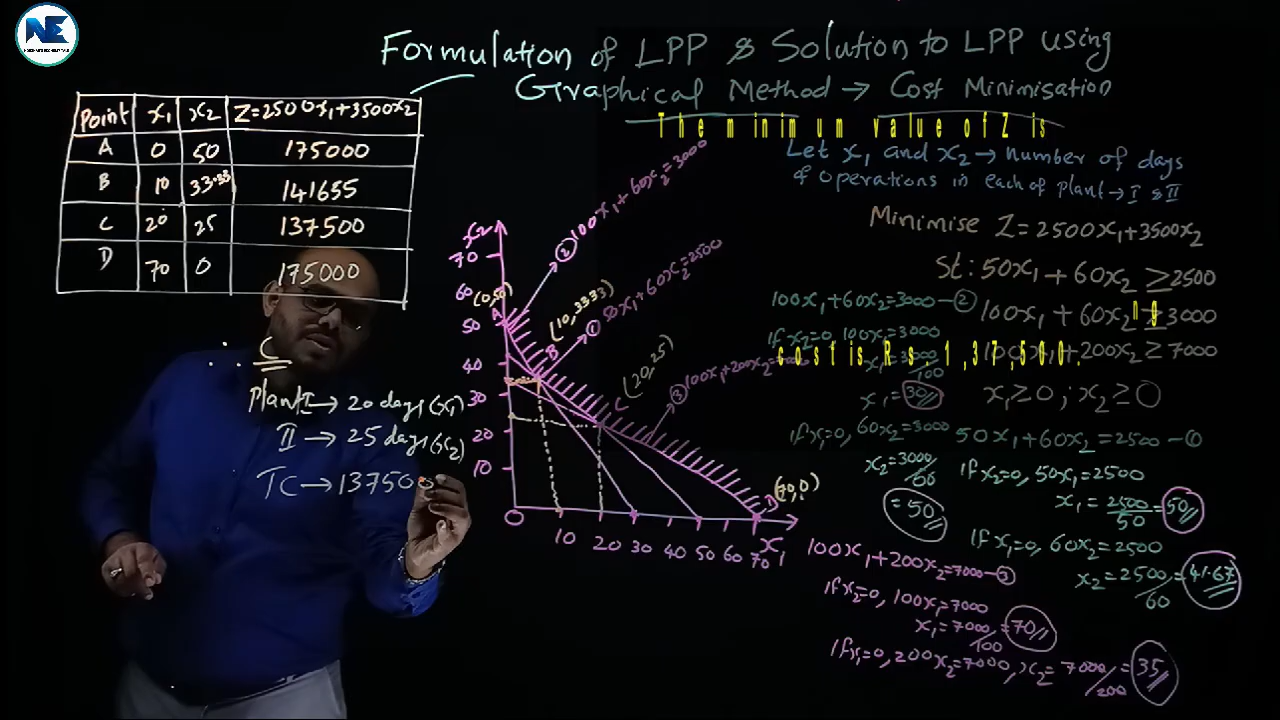 NE
Formulation of LPP & Solution to LPP using
Graphical Method → Cost Minimisation
The minimum value of Z is
Point x₁ x₂ Z=2500x₁+3500x₂
A 0 50 175000
B 10 33.33 141655
C 20 25 137500
D 70 0 175000
∴ C
Plant I → 20 days (x₁)
II → 25 days (x₂)
TC → 137500
Let x₁ and x₂ → number of days
of operations in each of plant → I & II
Minimise Z = 2500x₁+3500x₂
St: 50x₁ + 60x₂ ≥ 2500
100x₁ + 60x₂ ≥ 3000
+ 200x₂ ≥ 7000
x₁ ≥ 0 ; x₂ ≥ 0
cost is Rs 1,37,500.
x₂
70
60
50
40
30
20
10
0
10 20 30 40 50 60 70 x₁
A
B
C
D
(10, 33.33)
(20, 25)
(70, 0)
② 100x₁ + 60x₂ = 3000
① 50x₁ + 60x₂ = 2500
③ 100x₁ + 200x₂ =
100x₁+60x₂=3000 – ②
If x₂=0, 100x₁=3000
x₁ = 30
If x₁=0, 60x₂=3000
x₂ = 3000/60
= 50
50x₁+60x₂ = 2500 – ①
If x₂=0, 50x₁=2500
x₁ = 2500/50 = 50
If x₁=0, 60x₂=2500
x₂ = 2500/60 = 41.67
100x₁+200x₂=7000 – ③
If x₂=0, 100x₁=7000
x₁ = 7000/100 = 70
If x₁=0, 200x₂=7000, x₂ = 7000/200 = 35